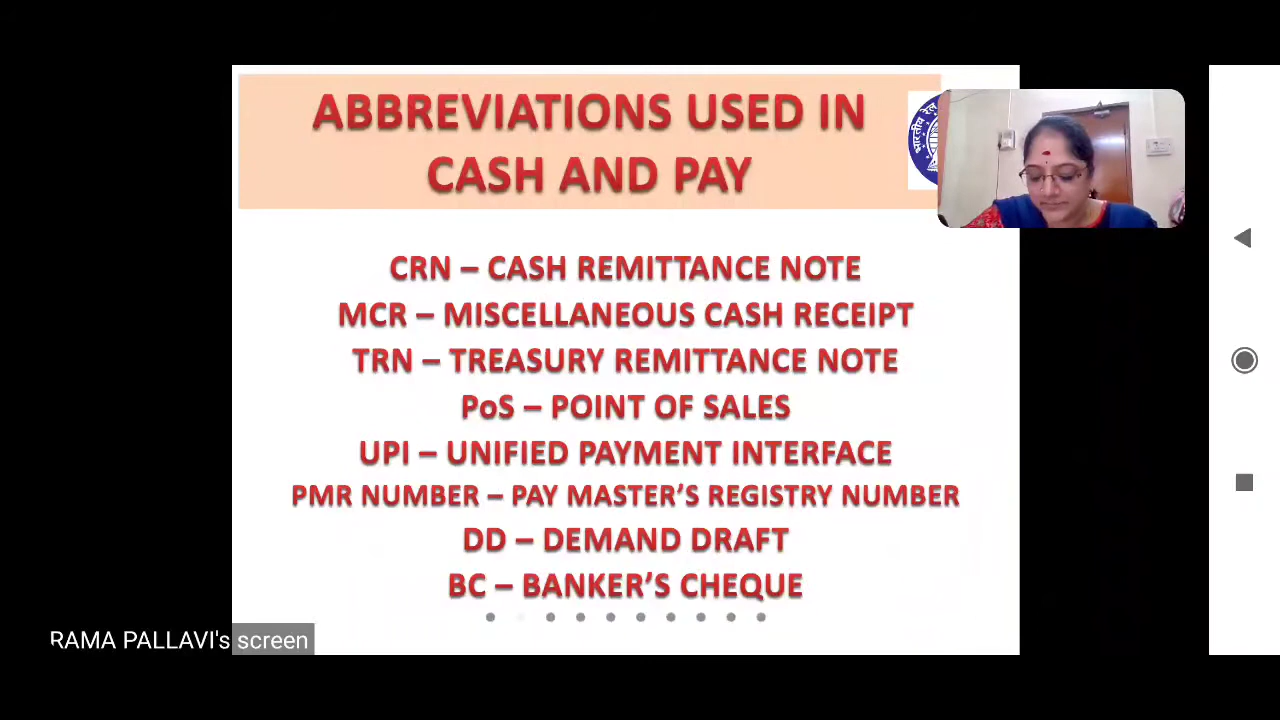 ABBREVIATIONS USED IN
CASH AND PAY
भारतीय रेल
CRN – CASH REMITTANCE NOTE
MCR – MISCELLANEOUS CASH RECEIPT
TRN – TREASURY REMITTANCE NOTE
PoS – POINT OF SALES
UPI – UNIFIED PAYMENT INTERFACE
PMR NUMBER – PAY MASTER’S REGISTRY NUMBER
DD – DEMAND DRAFT
BC – BANKER’S CHEQUE
RAMA PALLAVI's screen